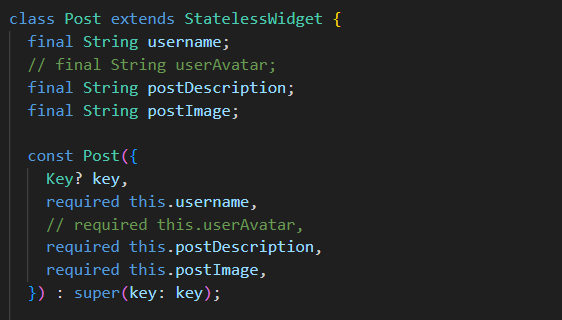 class Post extends StatelessWidget {
  final String username;
  // final String userAvatar;
  final String postDescription;
  final String postImage;

  const Post({
    Key? key,
    required this.username,
    // required this.userAvatar,
    required this.postDescription,
    required this.postImage,
  }) : super(key: key);